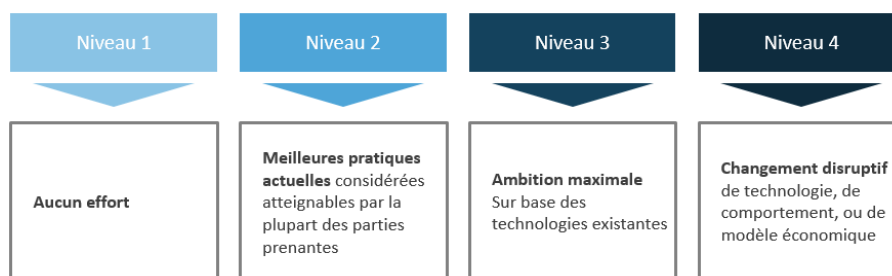 Niveau 1
Niveau 2
Niveau 3
Niveau 4
Aucun effort
Meilleures pratiques
actuelles considérées
atteignables par la
plupart des parties
prenantes
Ambition maximale
Sur base des
technologies existantes
Changement disruptif
de technologie, de
comportement, ou de
modèle économique